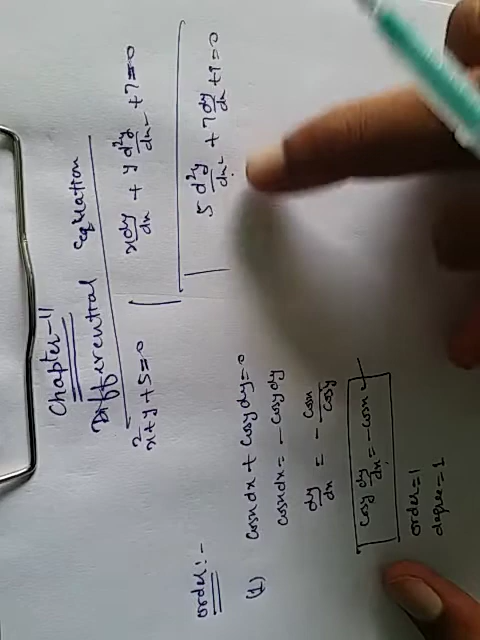 Chapter-11
Differential equation
x²+y+5=0
x dy/dx + y d²y/dx² +7=0
5 d²y/dx² + 7 dy/dx +9=0
order:-
(1) cosx dx + cosy dy=0
cosx dx = -cosy dy
dy/dx = - cosx/cosy
cosy dy/dx = -cosx
order=1
degree=1